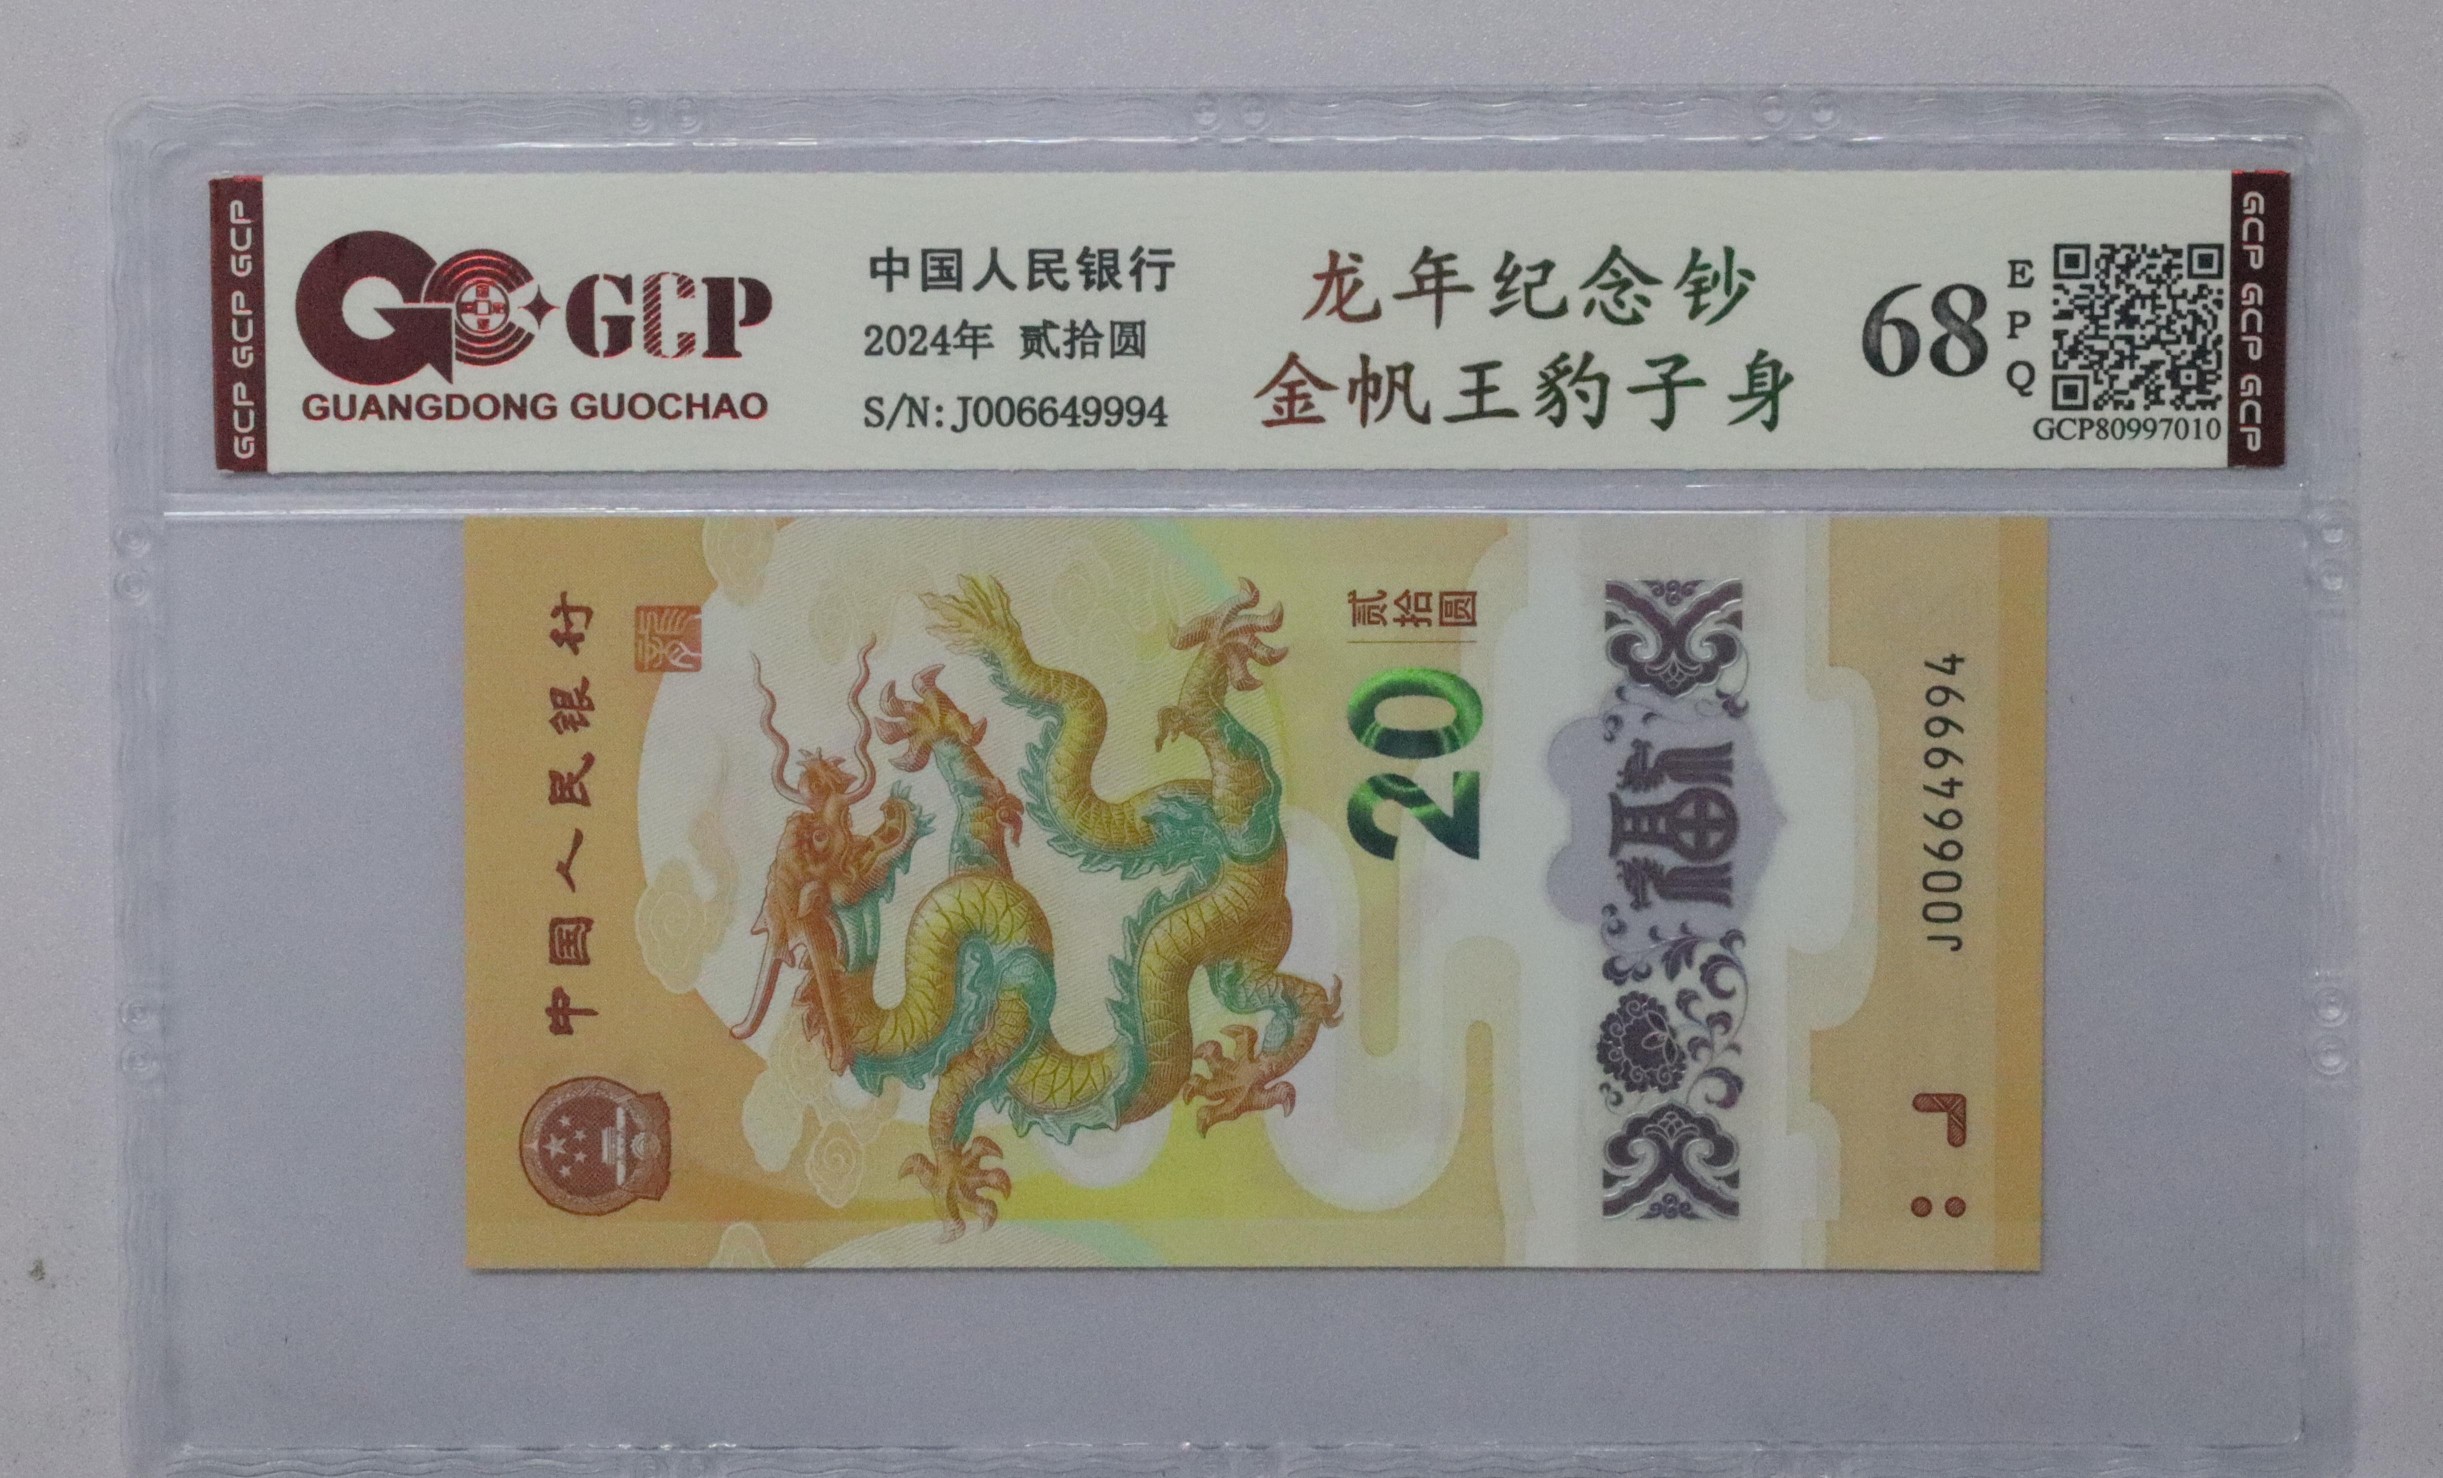 GCP GCP GCP
GCP
GUANGDONG GUOCHAO
中国人民银行
2024年 贰拾圆
S/N:J006649994
龙年纪念钞
金帆王豹子身
68
EPQ
GCP80997010
GCP GCP GCP
中国人民银行
贰拾圆
20
福
J006649994